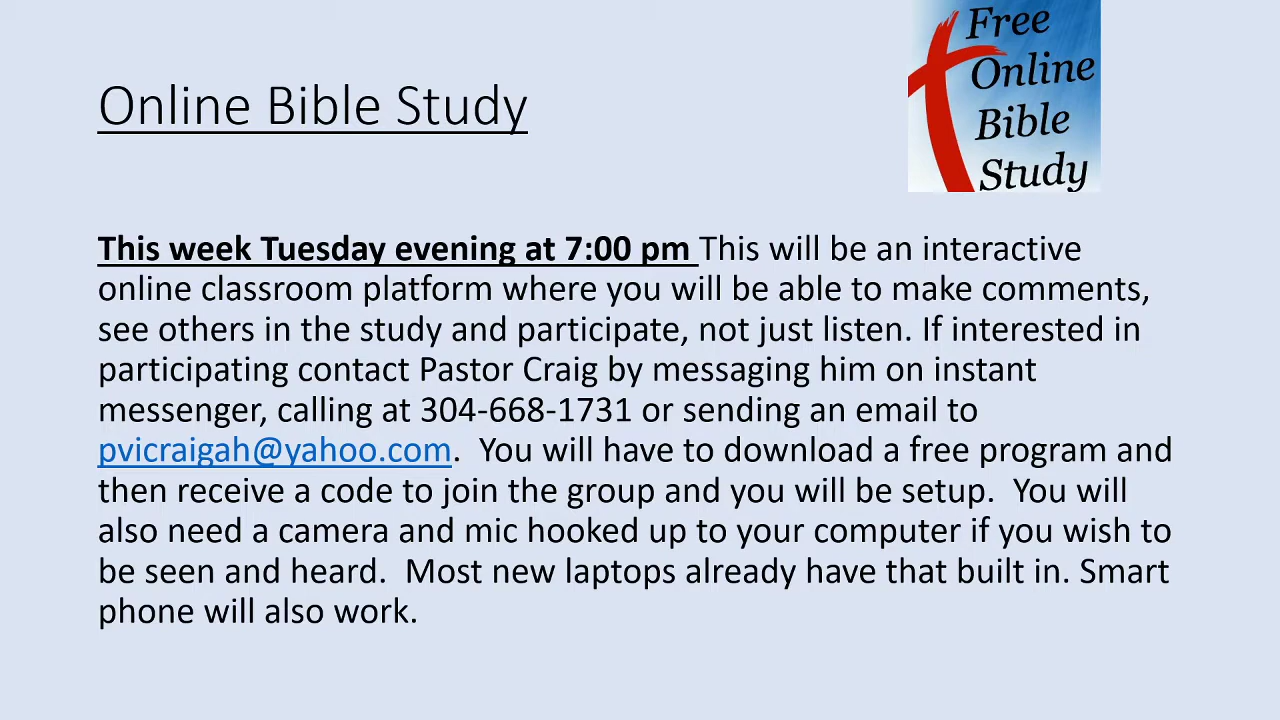 Free
Online
Bible
Study
Online Bible Study
This week Tuesday evening at 7:00 pm This will be an interactive
online classroom platform where you will be able to make comments,
see others in the study and participate, not just listen. If interested in
participating contact Pastor Craig by messaging him on instant
messenger, calling at 304-668-1731 or sending an email to
pvicraigah@yahoo.com.  You will have to download a free program and
then receive a code to join the group and you will be setup.  You will
also need a camera and mic hooked up to your computer if you wish to
be seen and heard.  Most new laptops already have that built in. Smart
phone will also work.